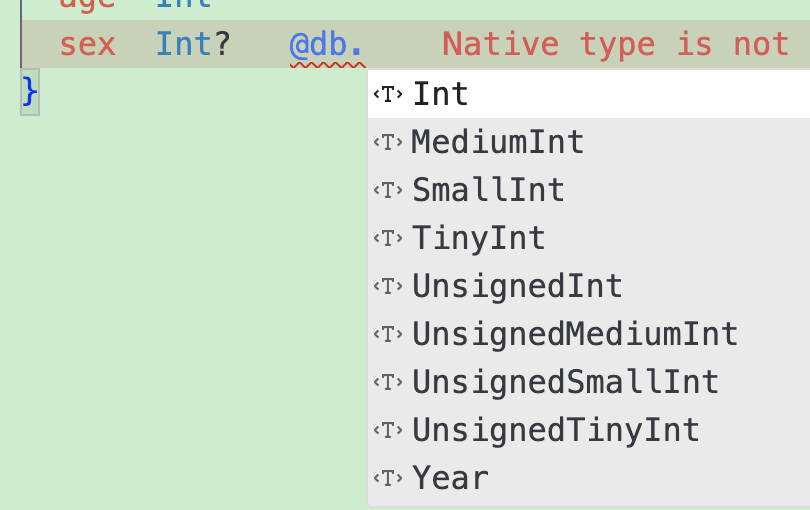 age  Int
sex  Int?   @db.    Native type is not
}
Int
MediumInt
SmallInt
TinyInt
UnsignedInt
UnsignedMediumInt
UnsignedSmallInt
UnsignedTinyInt
Year